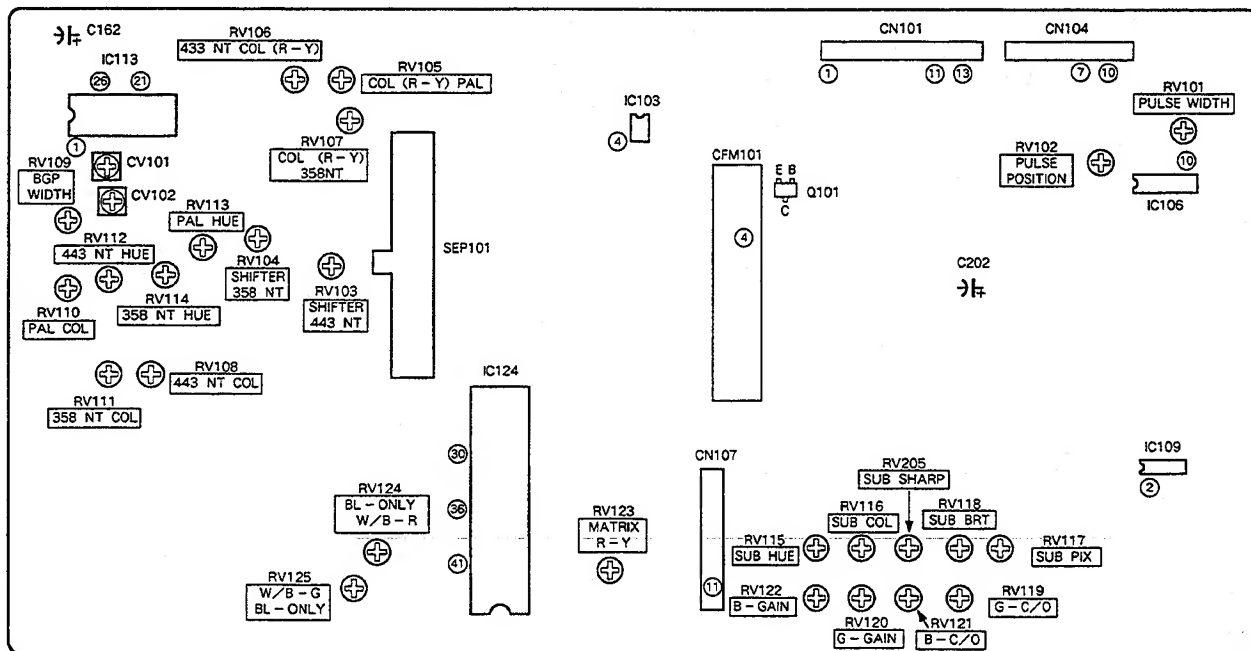 C162
IC113
26
21
1
RV106
433 NT COL (R-Y)
RV105
COL (R-Y) PAL
RV107
COL (R-Y)
358NT
IC103
4
CN101
1
11
13
CN104
7
10
RV101
PULSE WIDTH
RV102
PULSE
POSITION
10
IC106
RV109
BGP
WIDTH
CV101
CV102
RV113
PAL HUE
RV112
443 NT HUE
RV104
SHIFTER
358 NT
RV103
SHIFTER
443 NT
SEP101
CFM101
4
E B
C
Q101
C202
RV110
PAL COL
RV114
358 NT HUE
RV108
443 NT COL
RV111
358 NT COL
IC124
30
36
41
RV124
BL-ONLY
W/B-R
RV125
W/B-G
BL-ONLY
RV123
MATRIX
R-Y
CN107
11
RV205
SUB SHARP
RV116
SUB COL
RV118
SUB BRT
RV115
SUB HUE
RV117
SUB PIX
RV122
B-GAIN
RV119
G-C/O
RV120
G-GAIN
RV121
B-C/O
IC109
2